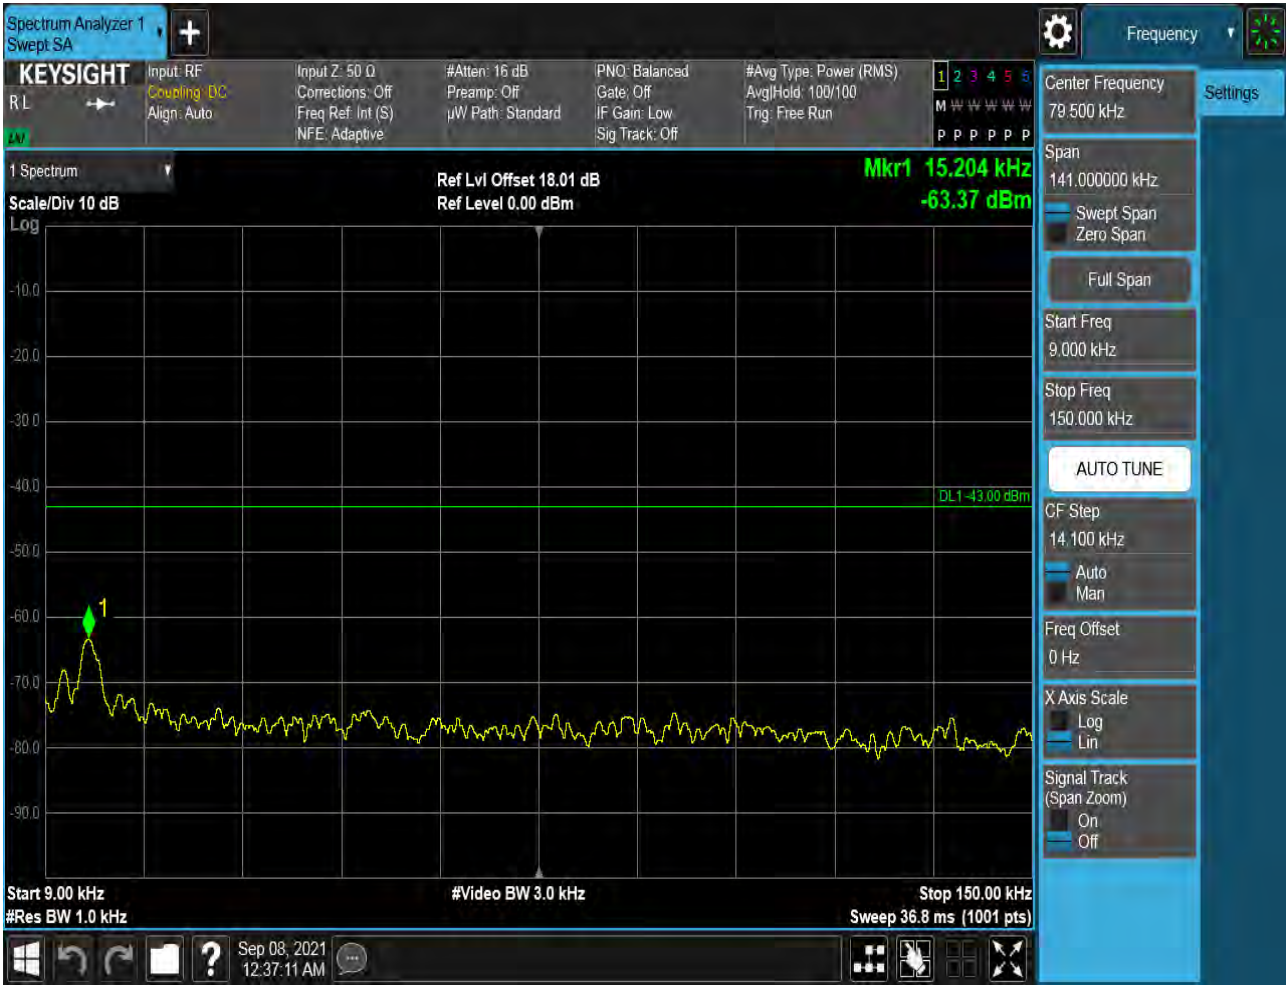 Spectrum Analyzer 1
Swept SA
Frequency
KEYSIGHT
R L
Input: RF
Coupling: DC
Align: Auto
Input Z: 50 Ω
Corrections: Off
Freq Ref: Int (S)
NFE: Adaptive
#Atten: 16 dB
Preamp: Off
µW Path: Standard
PNO: Balanced
Gate: Off
IF Gain: Low
Sig Track: Off
#Avg Type: Power (RMS)
Avg|Hold: 100/100
Trig: Free Run
1 2 3 4 5 6
M W W W W W
P P P P P P
1 Spectrum
Scale/Div 10 dB
Log
Ref Lvl Offset 18.01 dB
Ref Level 0.00 dBm
Mkr1 15.204 kHz
-63.37 dBm
-10.0
-20.0
-30.0
-40.0
DL1 -43.00 dBm
-50.0
-60.0
1
-70.0
-80.0
-90.0
Start 9.00 kHz
#Video BW 3.0 kHz
Stop 150.00 kHz
#Res BW 1.0 kHz
Sweep 36.8 ms (1001 pts)
?
Sep 08, 2021
12:37:11 AM
Center Frequency
79.500 kHz
Settings
Span
141.000000 kHz
Swept Span
Zero Span
Full Span
Start Freq
9.000 kHz
Stop Freq
150.000 kHz
AUTO TUNE
CF Step
14.100 kHz
Auto
Man
Freq Offset
0 Hz
X Axis Scale
Log
Lin
Signal Track
(Span Zoom)
On
Off